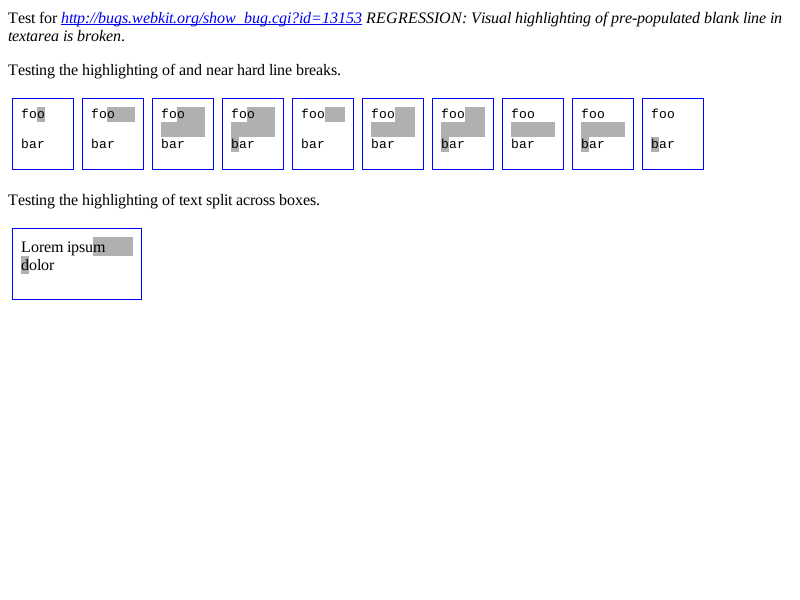 Test for http://bugs.webkit.org/show_bug.cgi?id=13153 REGRESSION: Visual highlighting of pre-populated blank line in
textarea is broken.
Testing the highlighting of and near hard line breaks.
foo foo foo foo foo foo foo foo foo foo
bar bar bar bar bar bar bar bar bar bar
Testing the highlighting of text split across boxes.
Lorem ipsum
dolor